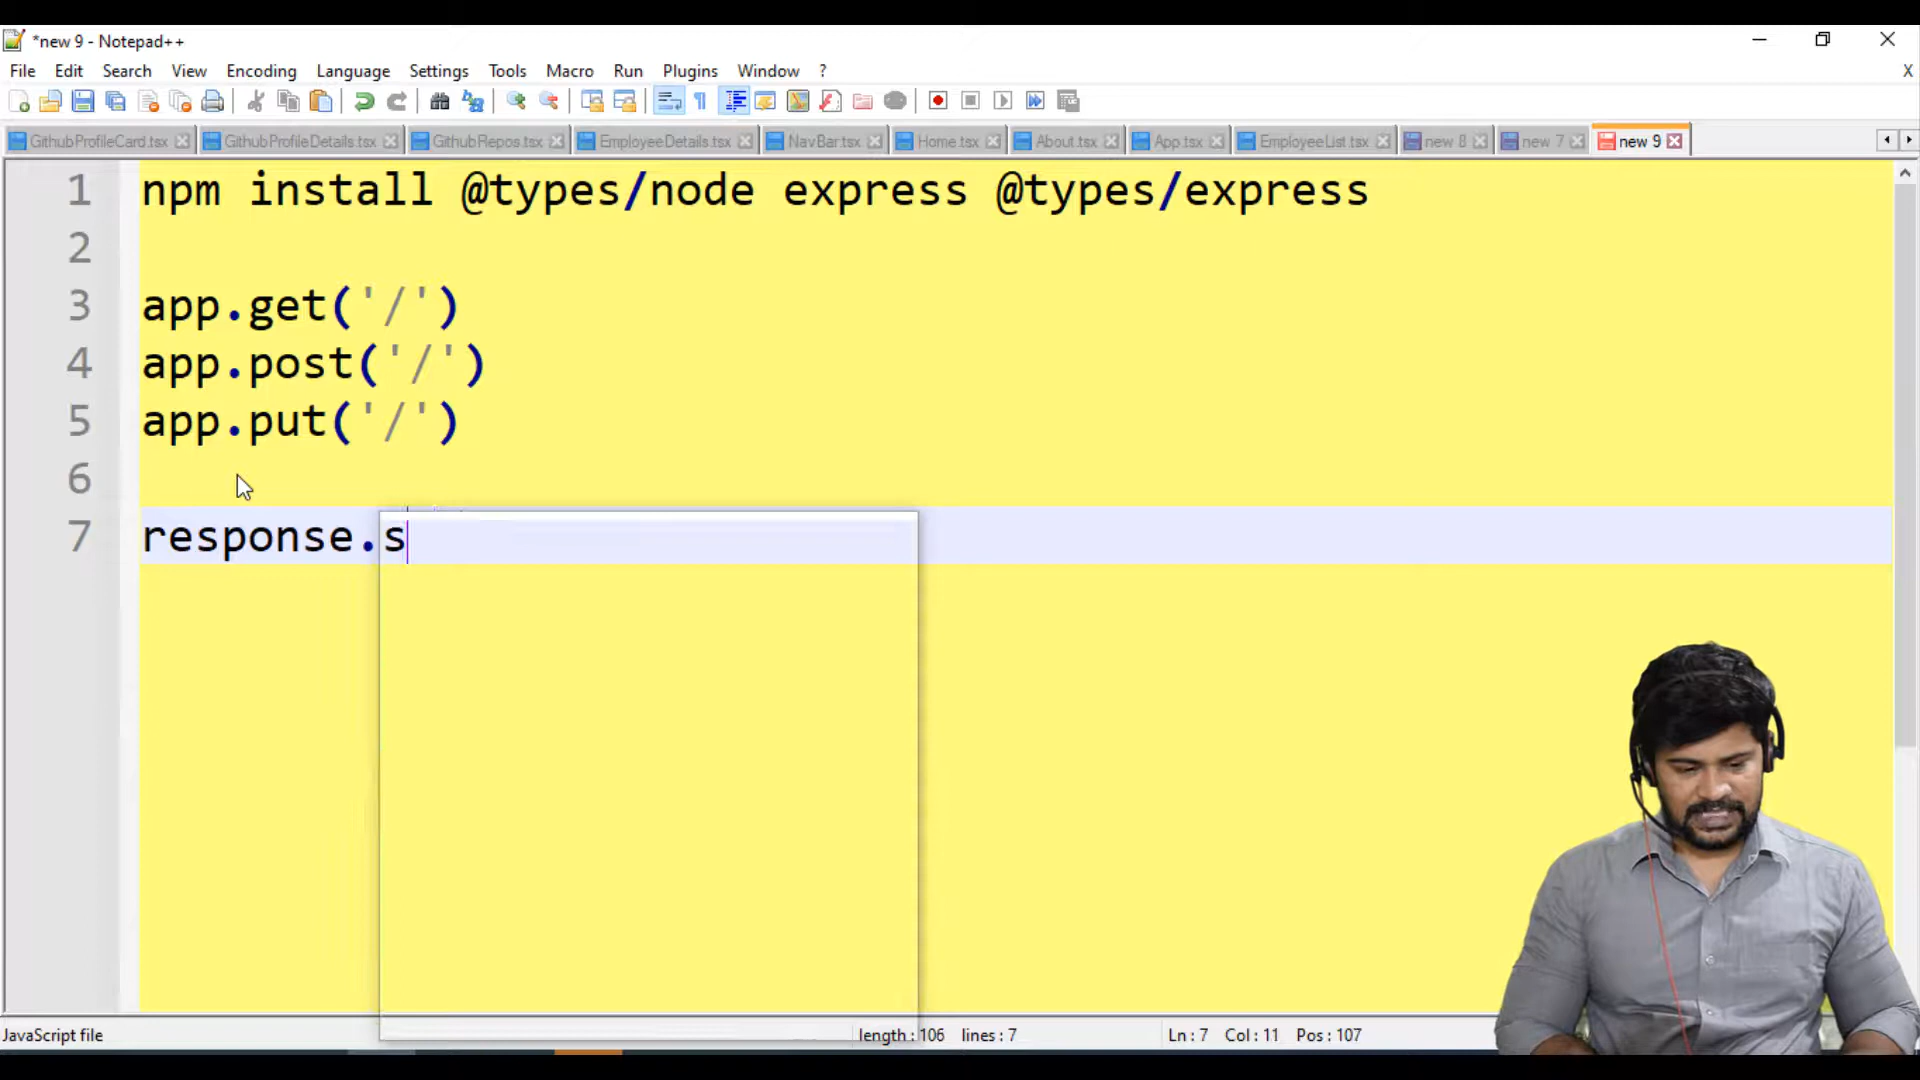 *new 9 - Notepad++
File Edit Search View Encoding Language Settings Tools Macro Run Plugins Window ? X
GithubProfileCard.tsx GithubProfileDetails.tsx GithubRepos.tsx EmployeeDetails.tsx NavBar.tsx Home.tsx About.tsx App.tsx EmployeeList.tsx new 8 new 7 new 9
1 npm install @types/node express @types/express
2
3 app.get('/')
4 app.post('/')
5 app.put('/')
6
7 response.s
JavaScript file length : 106 lines : 7 Ln : 7 Col : 11 Pos : 107